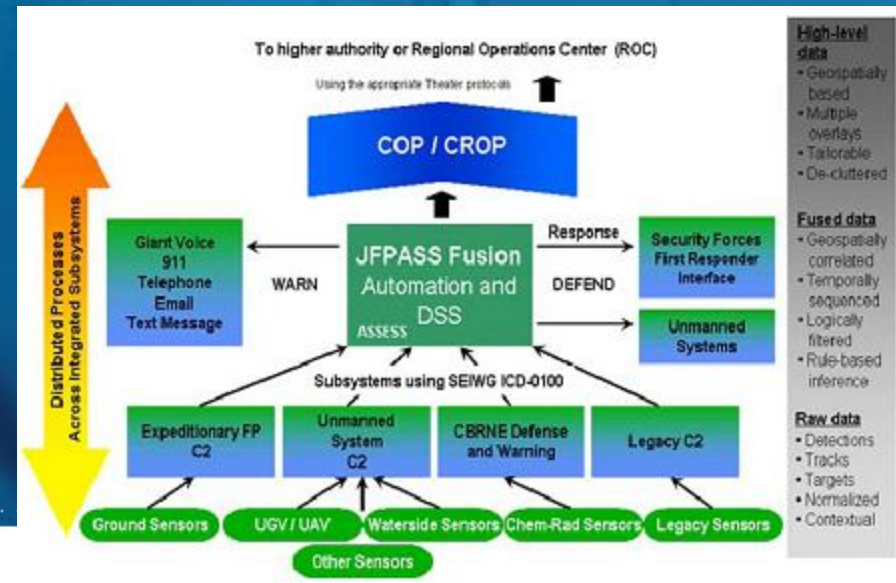 To higher authority or Regional Operations Center (ROC)
Using the appropriate Theater protocols
COP / CROP
Distributed Processes
Across Integrated Subsystems
Giant Voice
911
Telephone
Email
Text Message
WARN
JFPASS Fusion
Automation and
DSS
ASSESS
Response
DEFEND
Security Forces
First Responder
Interface
Unmanned
Systems
Subsystems using SEIWG ICD-0100
Expeditionary FP
C2
Unmanned
System
C2
CBRNE Defense
and Warning
Legacy C2
Ground Sensors
UGV / UAV
Waterside Sensors
Chem-Rad Sensors
Legacy Sensors
Other Sensors
High-level
data
• Geospatially
based
• Multiple
overlays
• Tailorable
• De-cluttered
Fused data
• Geospatially
correlated
• Temporally
sequenced
• Logically
filtered
• Rule-based
inference
Raw data
• Detections
• Tracks
• Targets
• Normalized
• Contextual